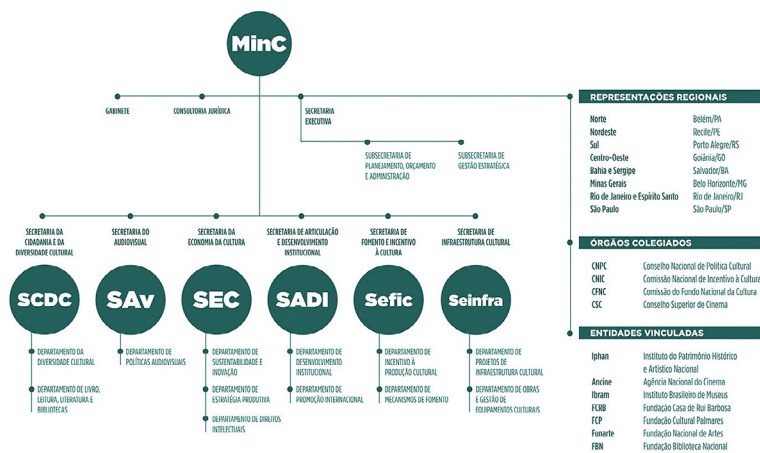 MinC
GABINETE
CONSULTORIA JURÍDICA
SECRETARIA
EXECUTIVA
SUBSECRETARIA DE
PLANEJAMENTO, ORÇAMENTO
E ADMINISTRAÇÃO
SUBSECRETARIA DE
GESTÃO ESTRATÉGICA
SECRETARIA DA
CIDADANIA E DA
DIVERSIDADE CULTURAL
SECRETARIA DO
AUDIOVISUAL
SECRETARIA DA
ECONOMIA DA CULTURA
SECRETARIA DE ARTICULAÇÃO
E DESENVOLVIMENTO
INSTITUCIONAL
SECRETARIA DE
FOMENTO E INCENTIVO
À CULTURA
SECRETARIA DE
INFRAESTRUTURA CULTURAL
SCDC
SAv
SEC
SADI
Sefic
Seinfra
DEPARTAMENTO DA
DIVERSIDADE CULTURAL
DEPARTAMENTO DE LIVRO,
LEITURA, LITERATURA E
BIBLIOTECAS
DEPARTAMENTO DE
POLÍTICAS AUDIOVISUAIS
DEPARTAMENTO DE
SUSTENTABILIDADE E
INOVAÇÃO
DEPARTAMENTO DE
ESTRATÉGIA PRODUTIVA
DEPARTAMENTO DE DIREITOS
INTELECTUAIS
DEPARTAMENTO DE
DESENVOLVIMENTO
INSTITUCIONAL
DEPARTAMENTO DE
PROMOÇÃO INTERNACIONAL
DEPARTAMENTO DE
INCENTIVO À
PRODUÇÃO CULTURAL
DEPARTAMENTO DE
MECANISMOS DE FOMENTO
DEPARTAMENTO DE
PROJETOS DE
INFRAESTRUTURA CULTURAL
DEPARTAMENTO DE OBRAS
E GESTÃO DE
EQUIPAMENTOS CULTURAIS
REPRESENTAÇÕES REGIONAIS
Norte Belém/PA
Nordeste Recife/PE
Sul Porto Alegre/RS
Centro-Oeste Goiânia/GO
Bahia e Sergipe Salvador/BA
Minas Gerais Belo Horizonte/MG
Rio de Janeiro e Espírito Santo Rio de Janeiro/RJ
São Paulo São Paulo/SP
ÓRGÃOS COLEGIADOS
CNPC Conselho Nacional de Política Cultural
CNIC Comissão Nacional de Incentivo à Cultura
CFNC Comissão do Fundo Nacional da Cultura
CSC Conselho Superior de Cinema
ENTIDADES VINCULADAS
Iphan Instituto do Patrimônio Histórico
e Artístico Nacional
Ancine Agência Nacional do Cinema
Ibram Instituto Brasileiro de Museus
FCRB Fundação Casa de Rui Barbosa
FCP Fundação Cultural Palmares
Funarte Fundação Nacional de Artes
FBN Fundação Biblioteca Nacional